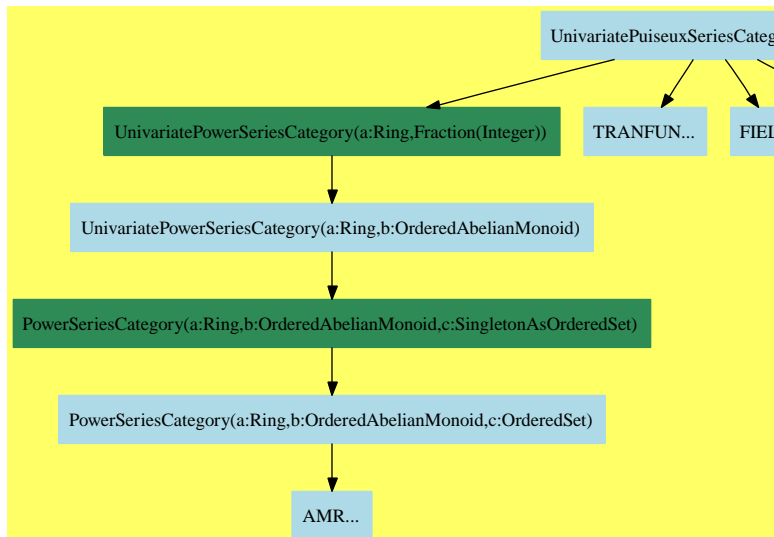 UnivariatePuiseuxSeriesCateg
UnivariatePowerSeriesCategory(a:Ring,Fraction(Integer))
TRANFUN...
FIEL
UnivariatePowerSeriesCategory(a:Ring,b:OrderedAbelianMonoid)
PowerSeriesCategory(a:Ring,b:OrderedAbelianMonoid,c:SingletonAsOrderedSet)
PowerSeriesCategory(a:Ring,b:OrderedAbelianMonoid,c:OrderedSet)
AMR...